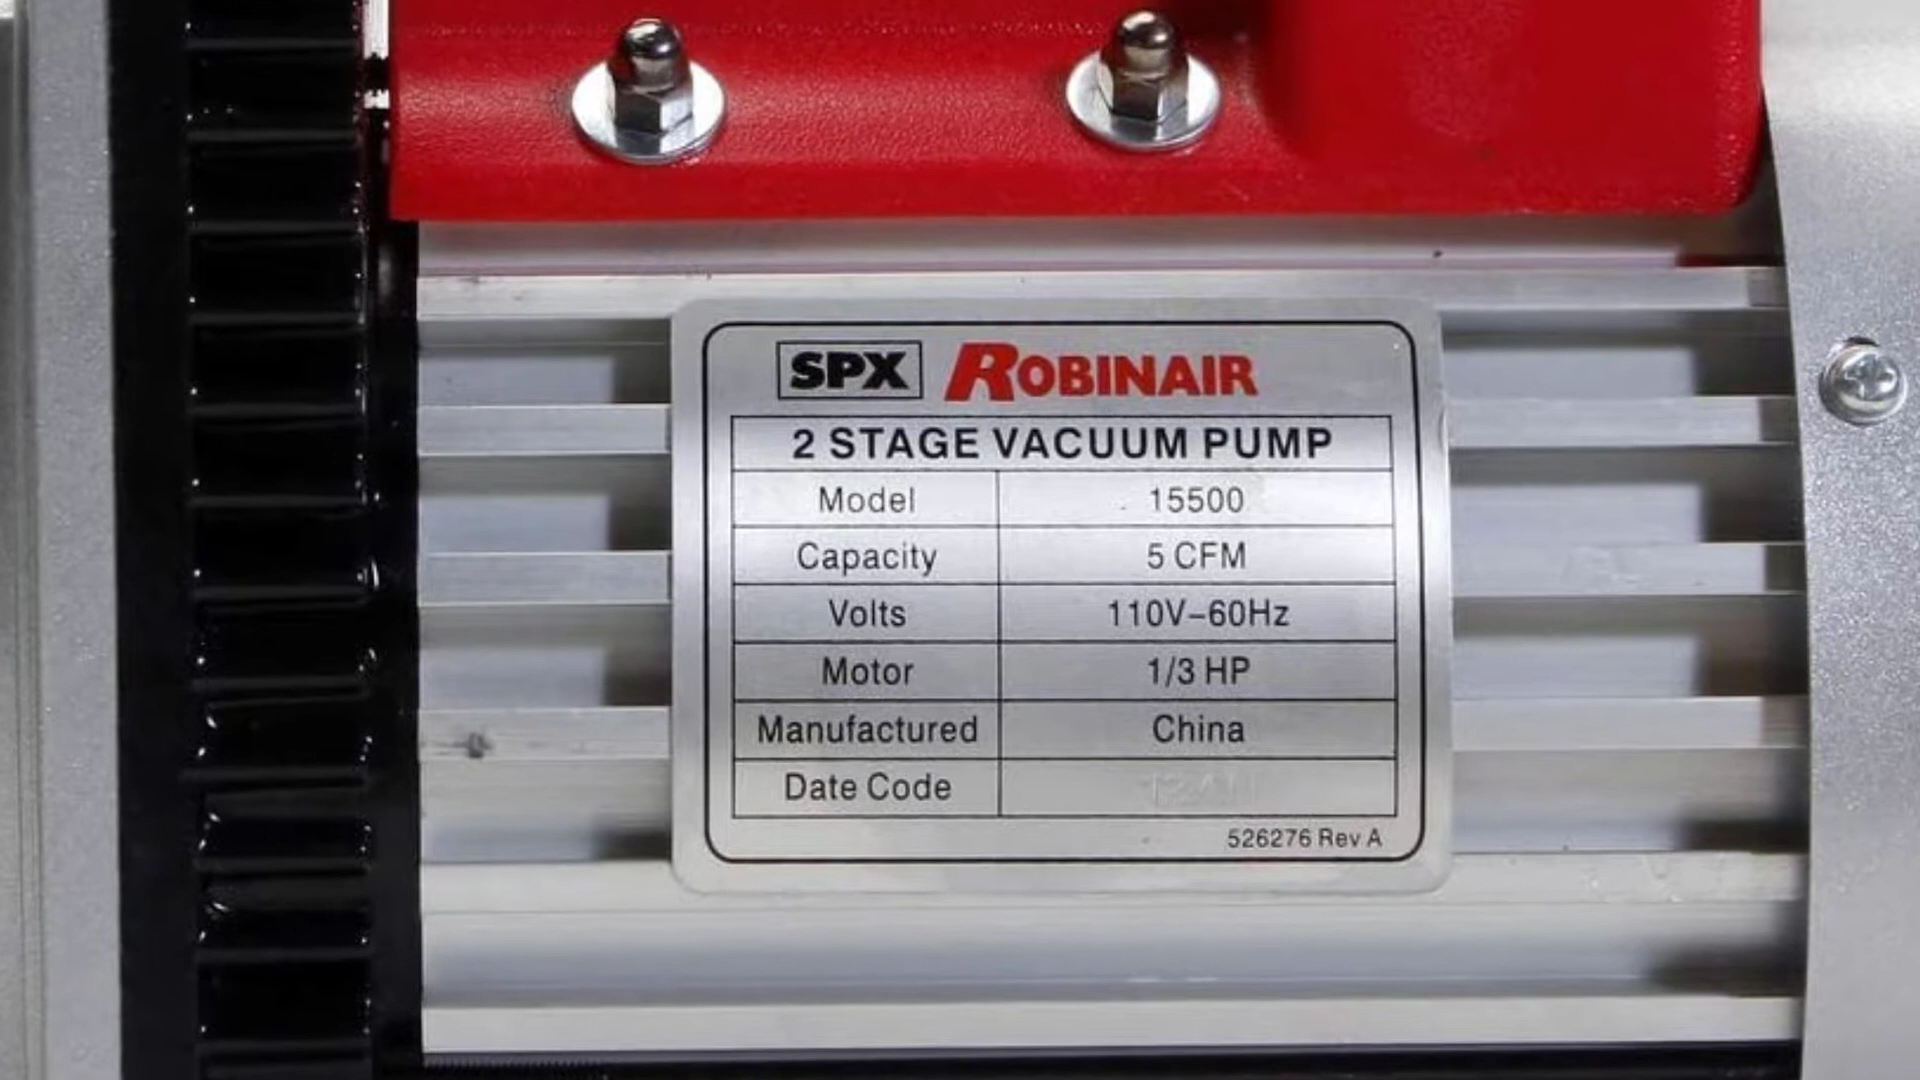 SPX ROBINAIR
2 STAGE VACUUM PUMP
Model 15500
Capacity 5 CFM
Volts 110V-60Hz
Motor 1/3 HP
Manufactured China
Date Code
526276 Rev A